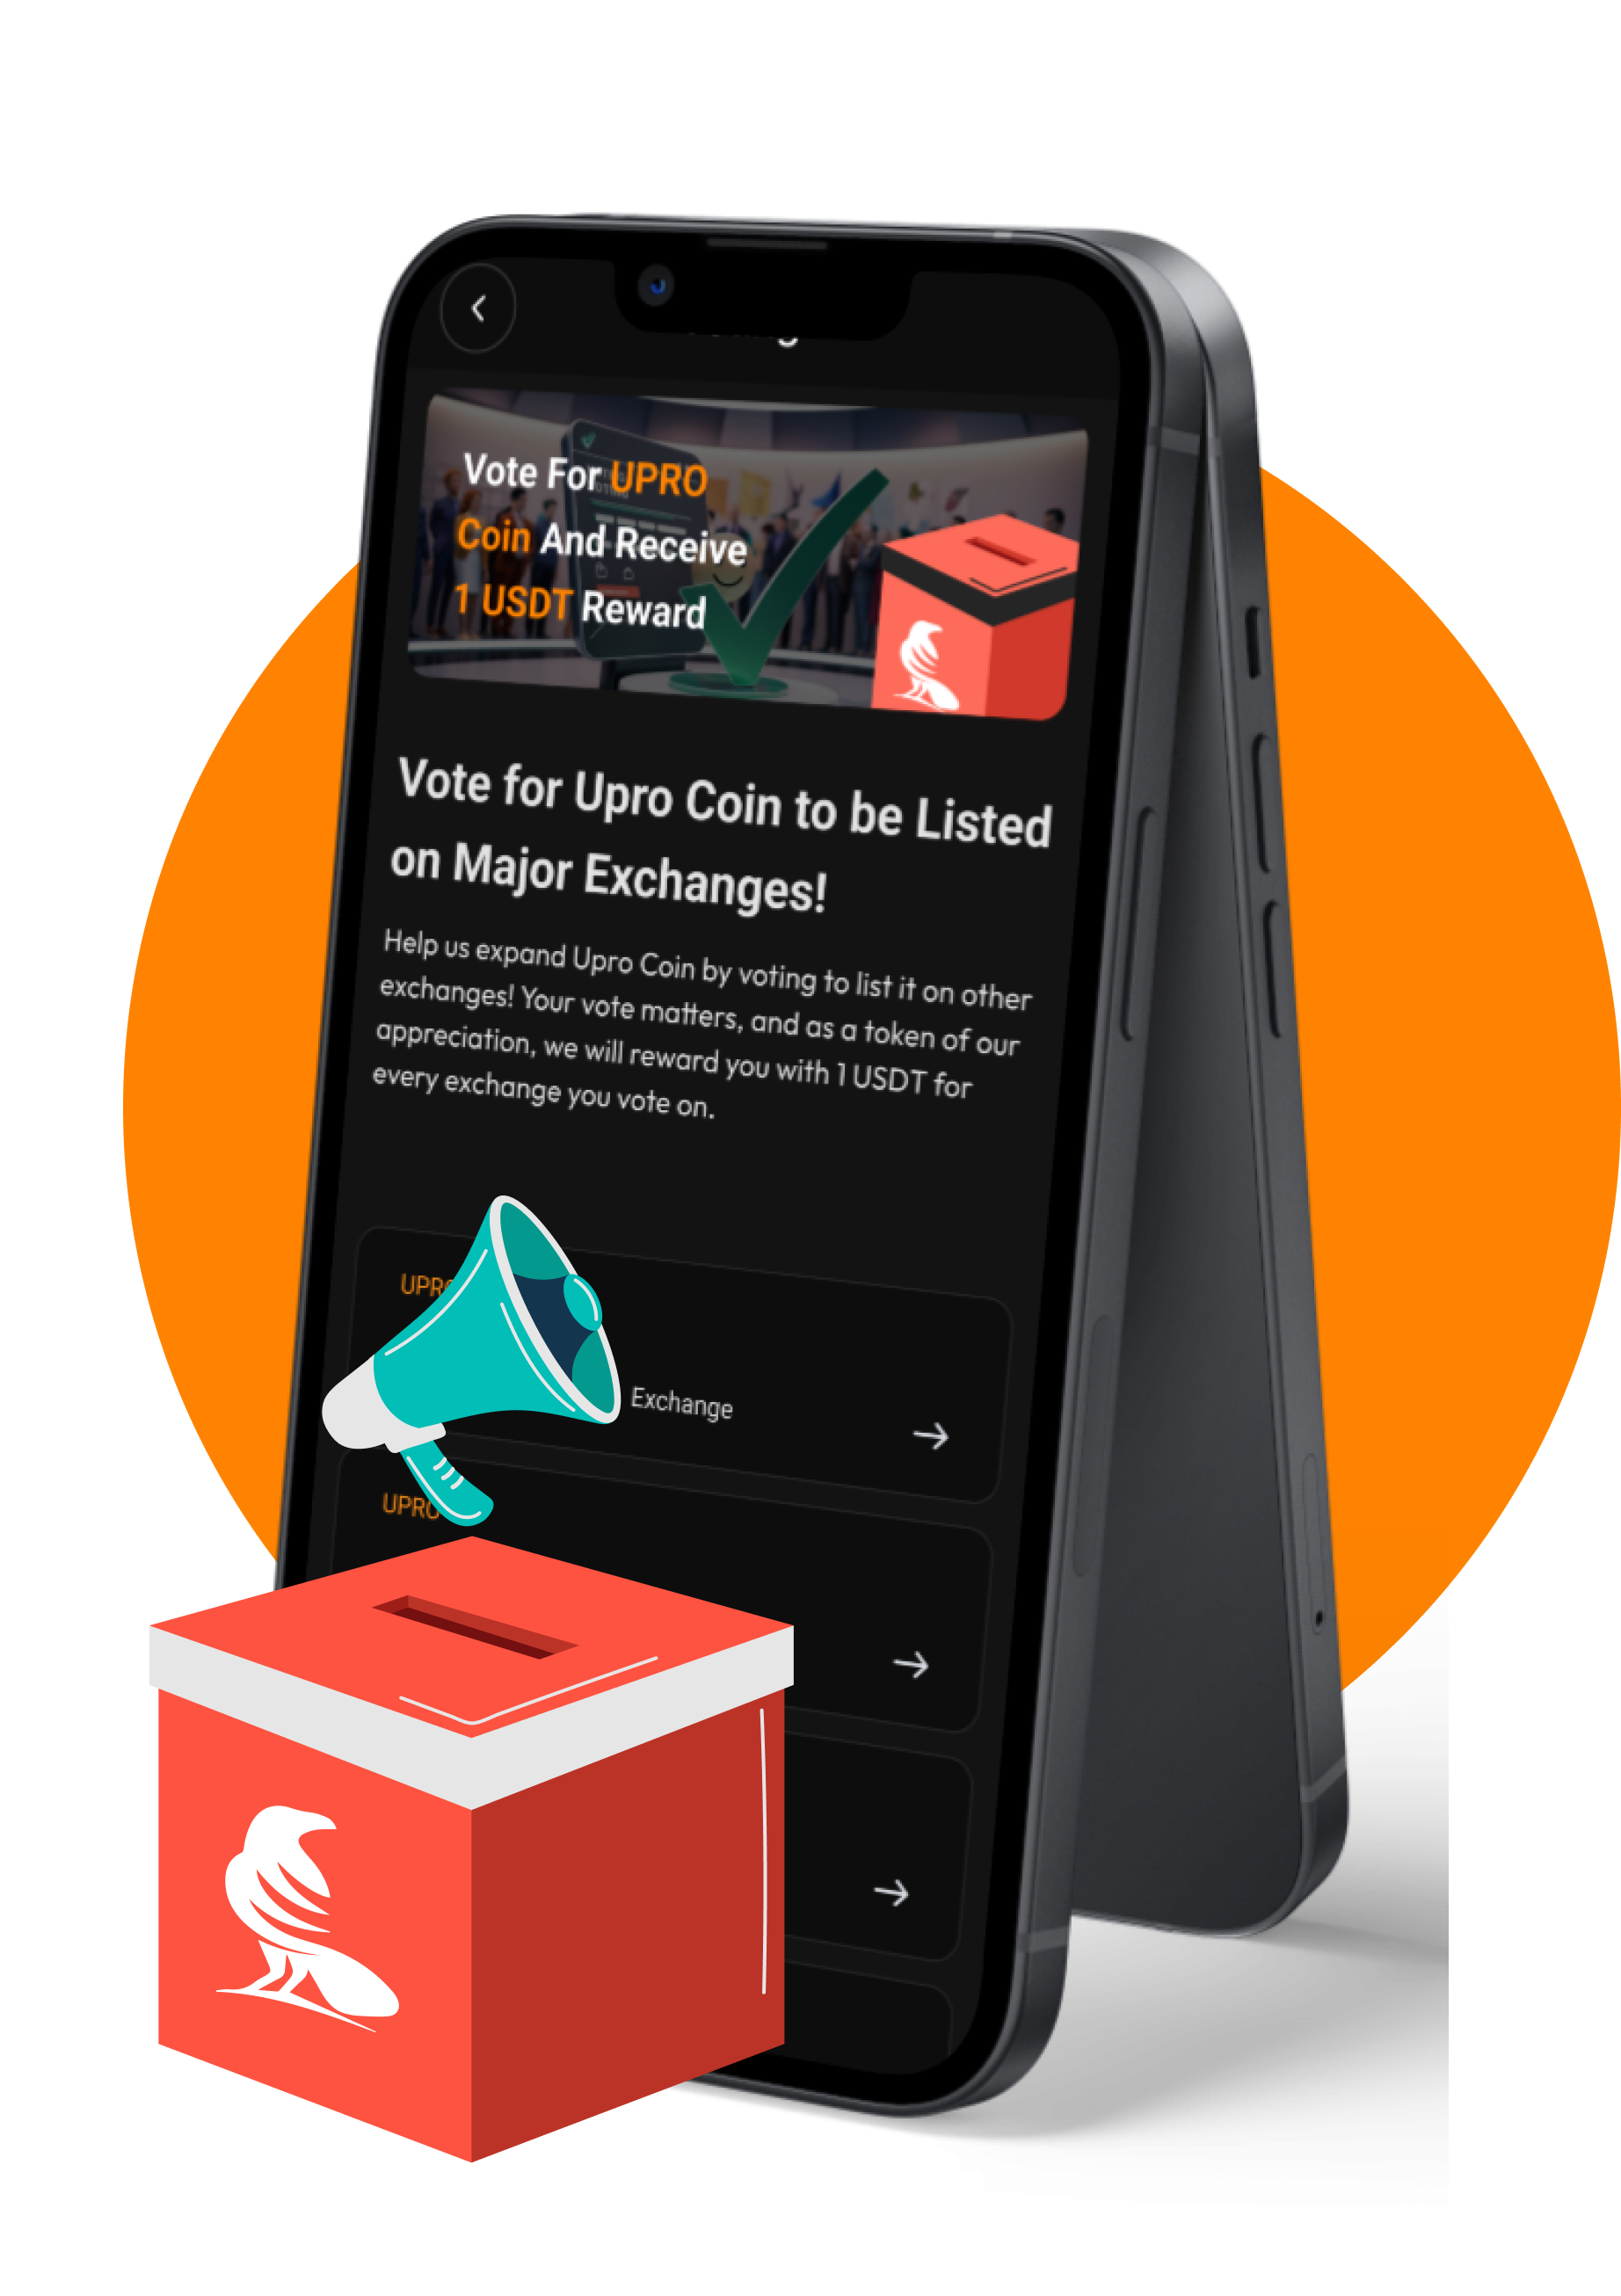 Vote For UPRO
Coin And Receive
1 USDT Reward
Vote for Upro Coin to be Listed
on Major Exchanges!
Help us expand Upro Coin by voting to list it on other
exchanges! Your vote matters, and as a token of our
appreciation, we will reward you with 1 USDT for
every exchange you vote on.
UPRO
Exchange
UPRO